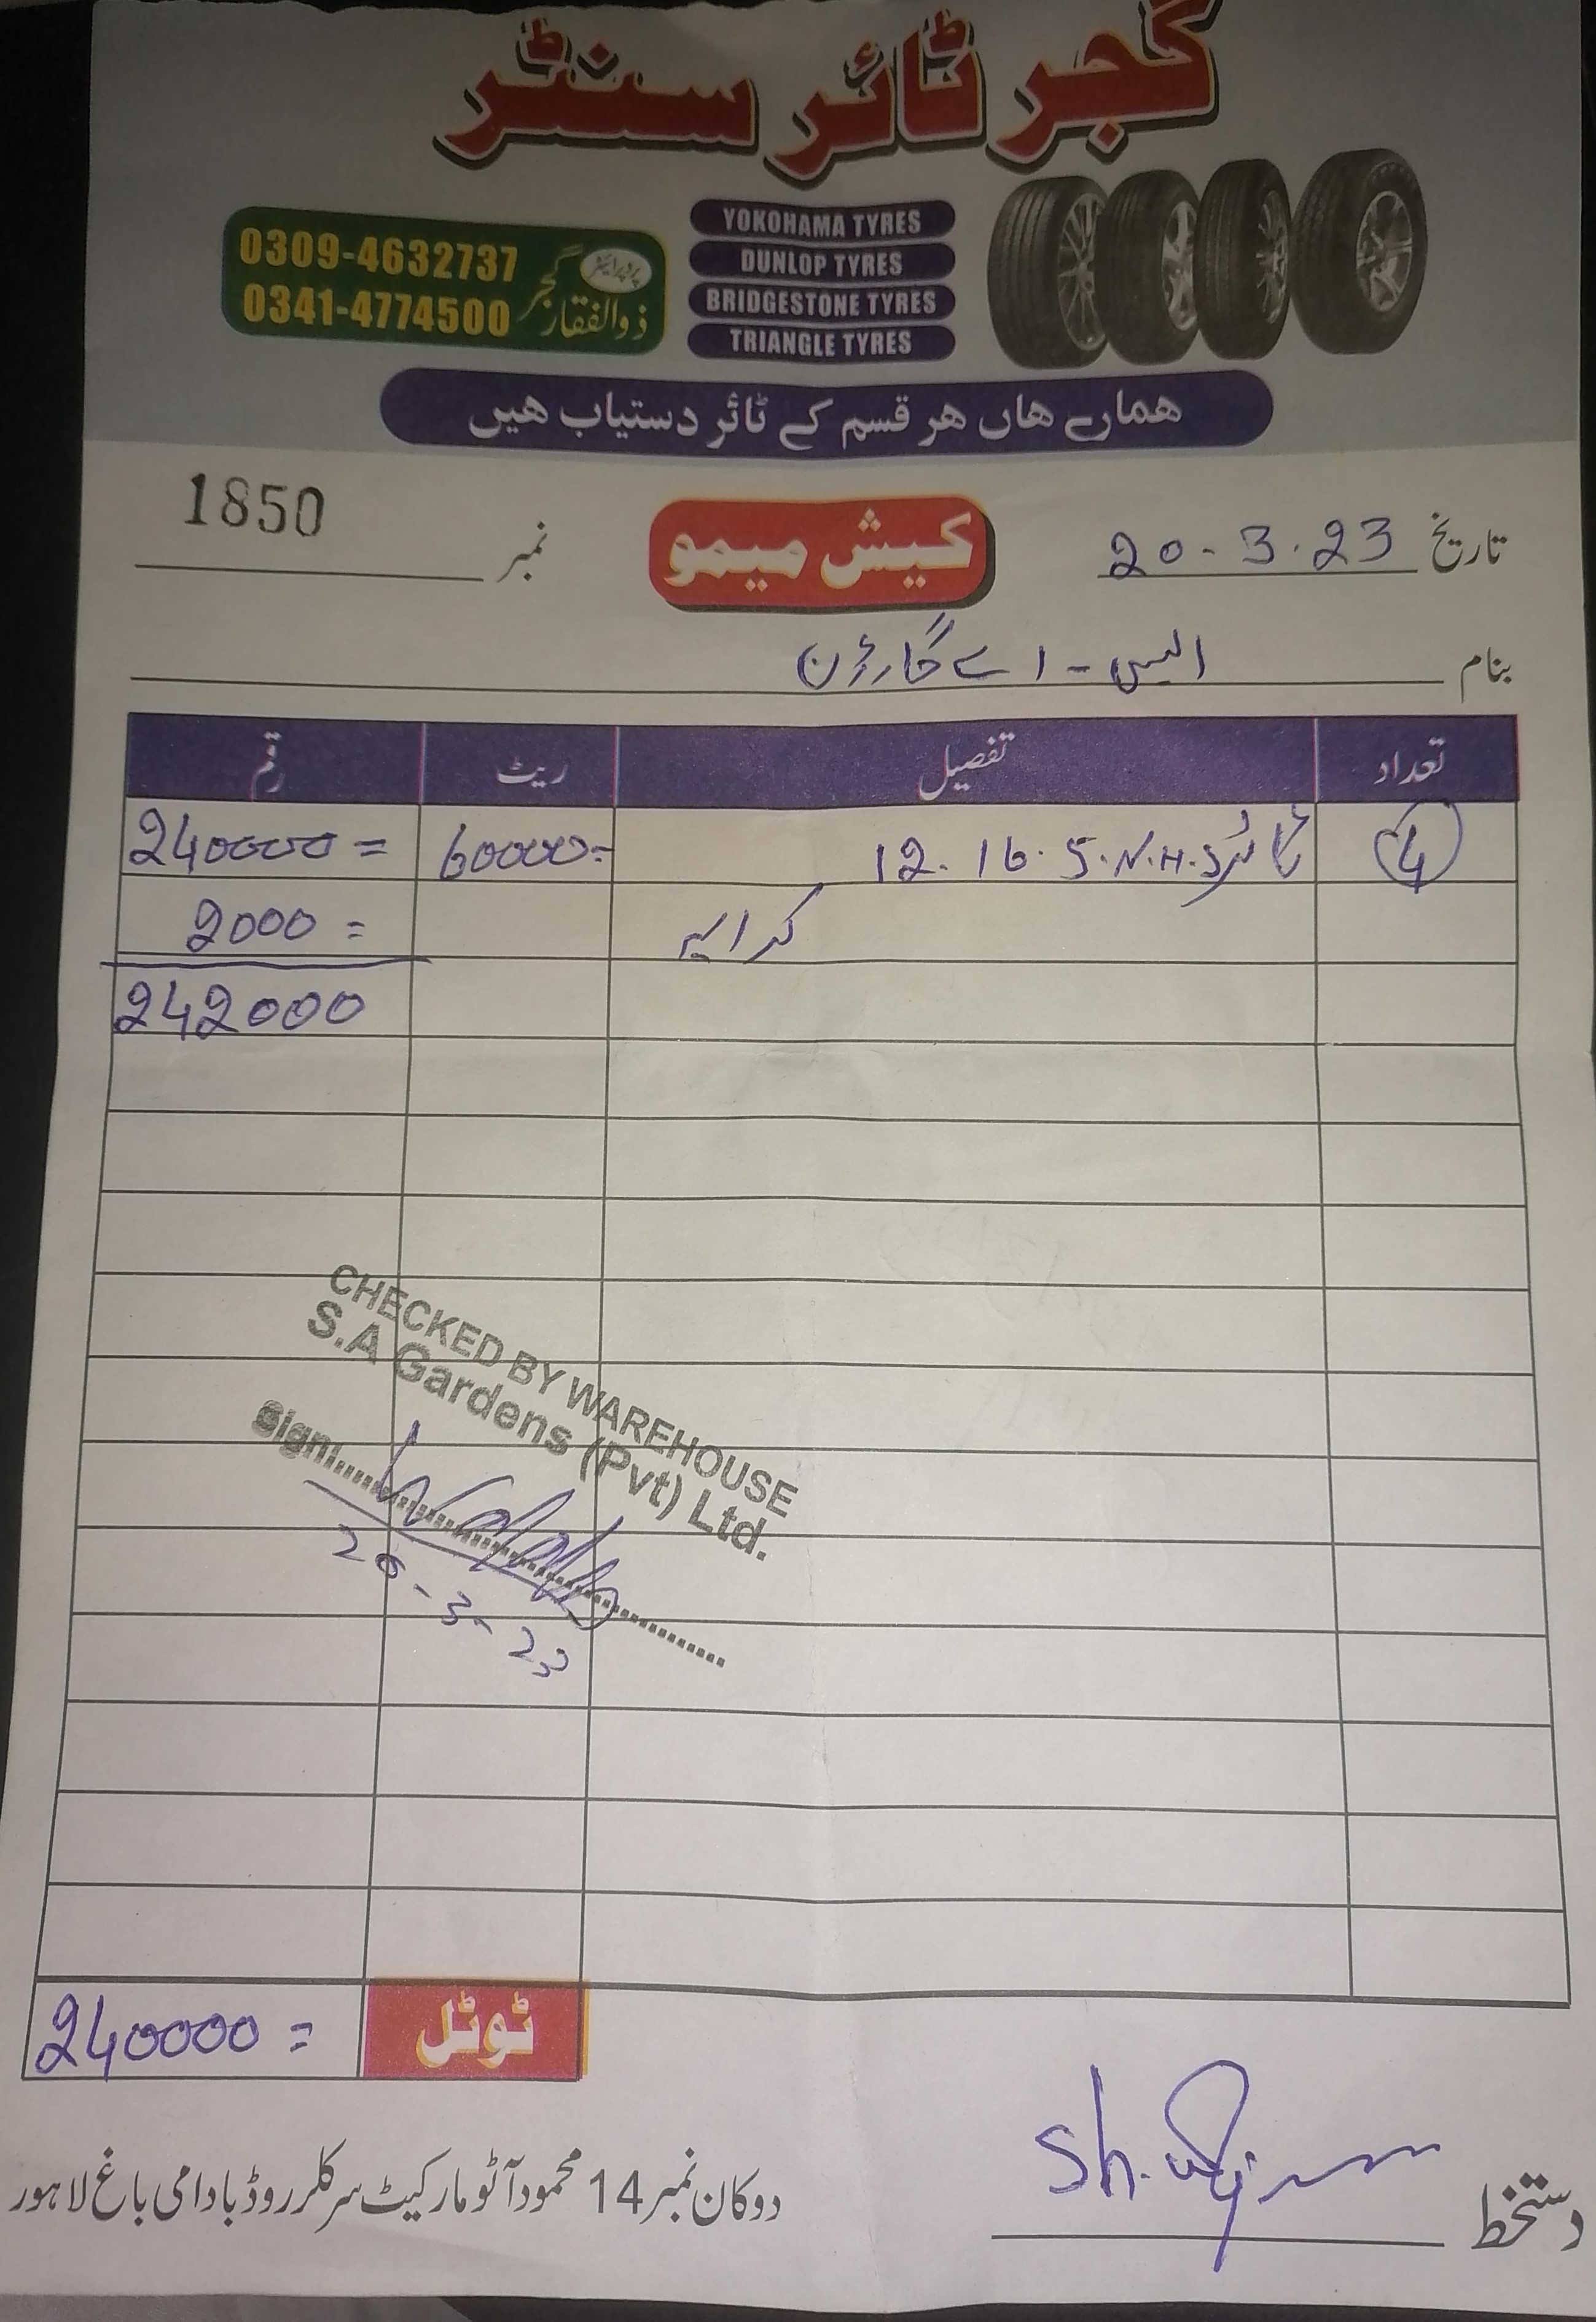 گجر ٹائر سنٹر
YOKOHAMA TYRES
DUNLOP TYRES
BRIDGESTONE TYRES
TRIANGLE TYRES
پروپرائٹر
ذوالفقار گجر
0309-4632737
0341-4774500
ہمارے ہاں ہر قسم کے ٹائر دستیاب ہیں
تاریخ 20-3.23 کیش میمو نمبر 1850
بنام ایس - اے گارڈن
تعداد تفصیل ریٹ رقم
4 ٹائر 12.16.5.N.H.S 60000= 240000=
کرایہ 2000=
242000
CHECKED BY WAREHOUSE
S.A Gardens (Pvt) Ltd.
Sign:
20-3-23
ٹوٹل 240000=
دستخط
دوکان نمبر 14 محمود آٹو مارکیٹ سرکلر روڈ بادامی باغ لاہور